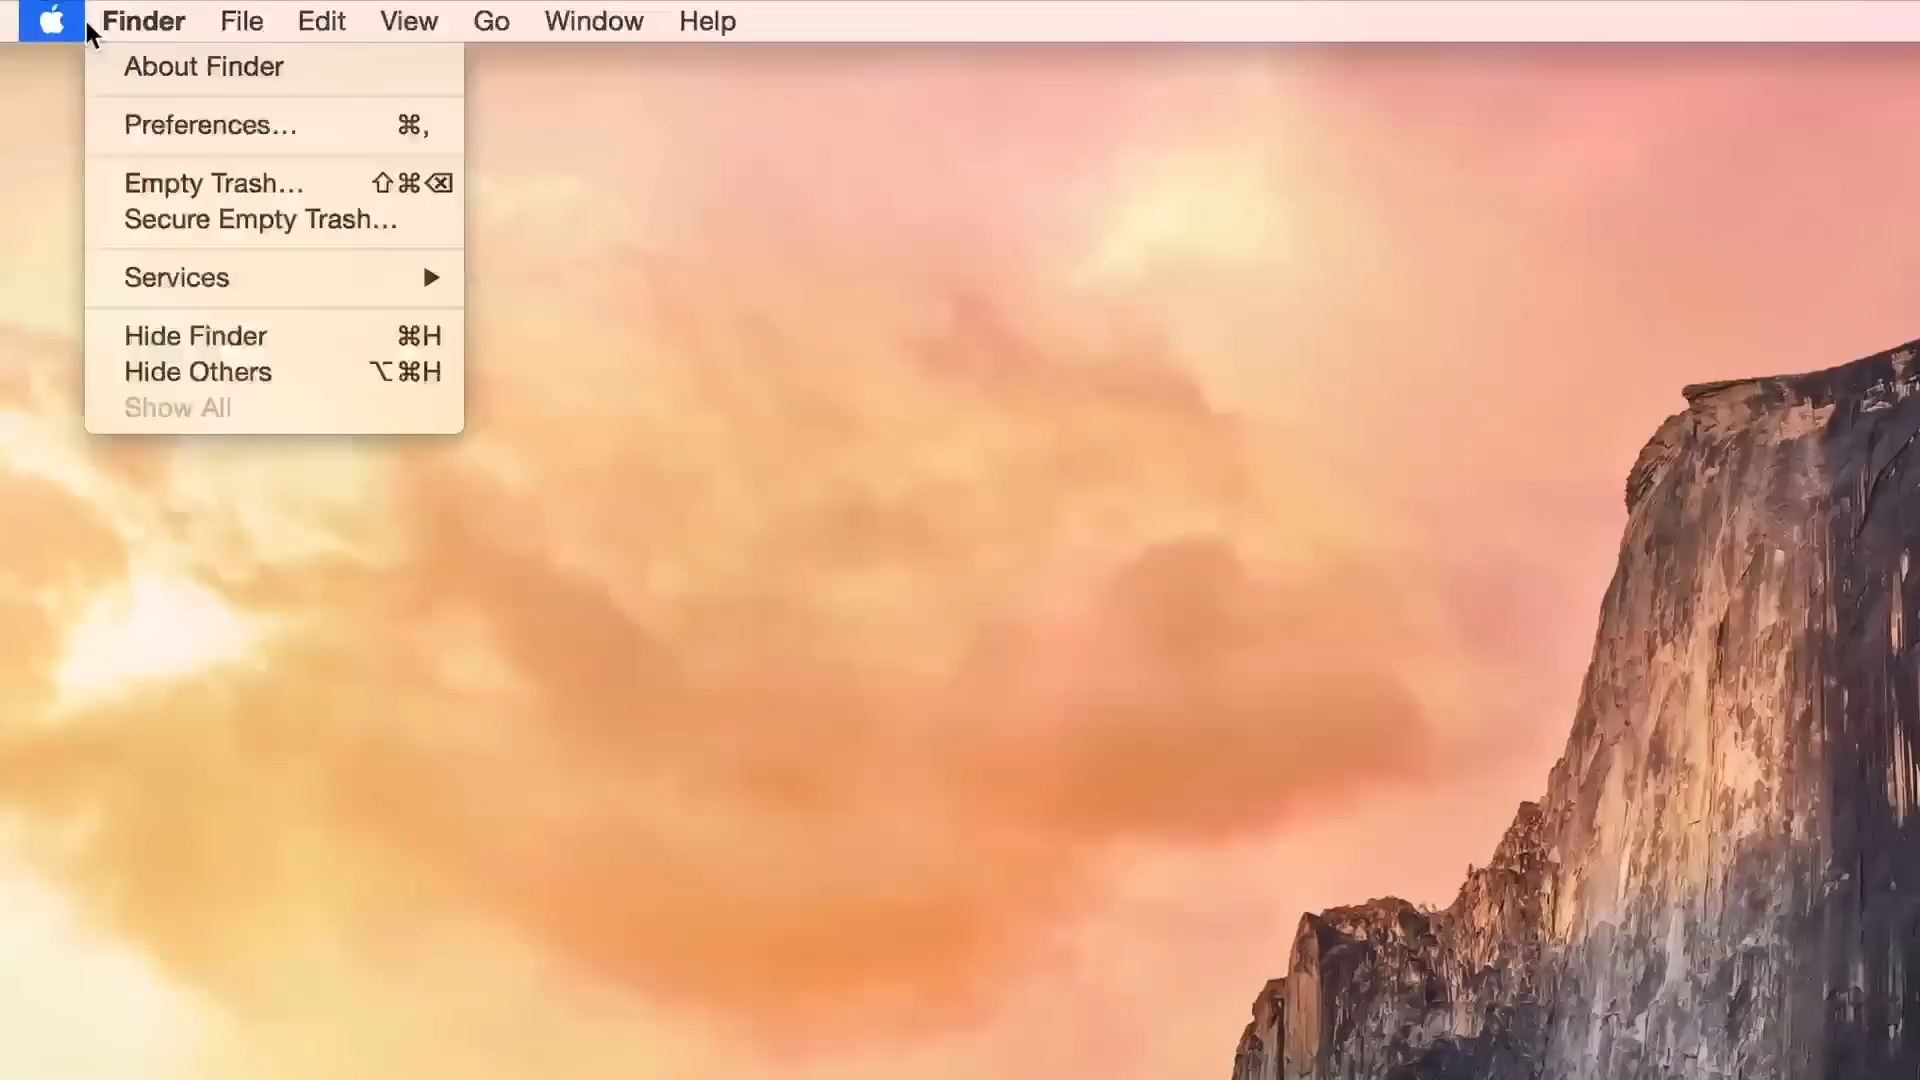 Finder File Edit View Go Window Help
About Finder
Preferences... ⌘,
Empty Trash... ⇧⌘⌫
Secure Empty Trash...
Services ▶
Hide Finder ⌘H
Hide Others ⌥⌘H
Show All